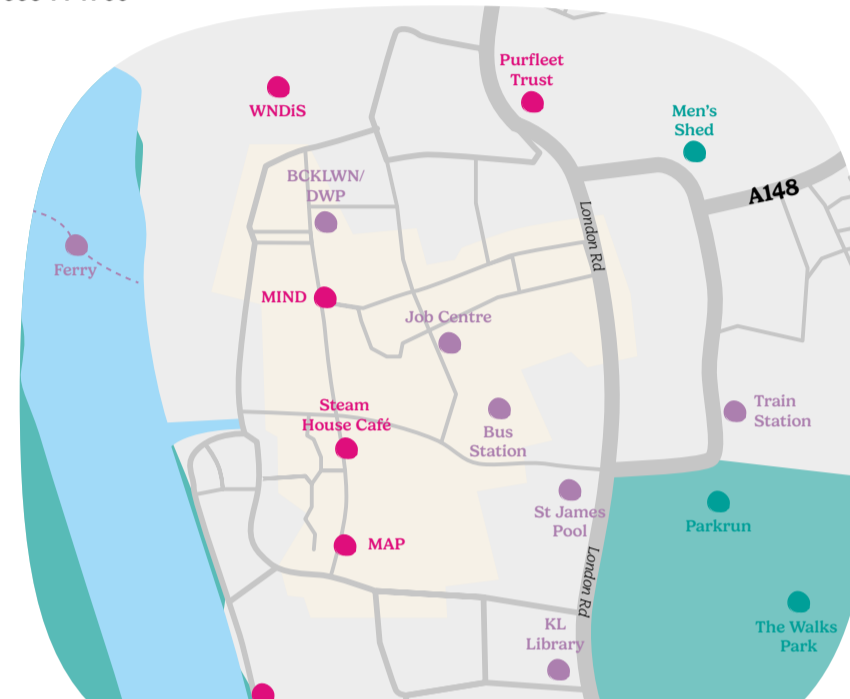 Purfleet
Trust
WNDiS
Men's
Shed
BCKLWN/
DWP
A148
London Rd
Ferry
MIND
Job Centre
Steam
House Café
Train
Station
Bus
Station
St James
Pool
Parkrun
MAP
London Rd
KL
Library
The Walks
Park